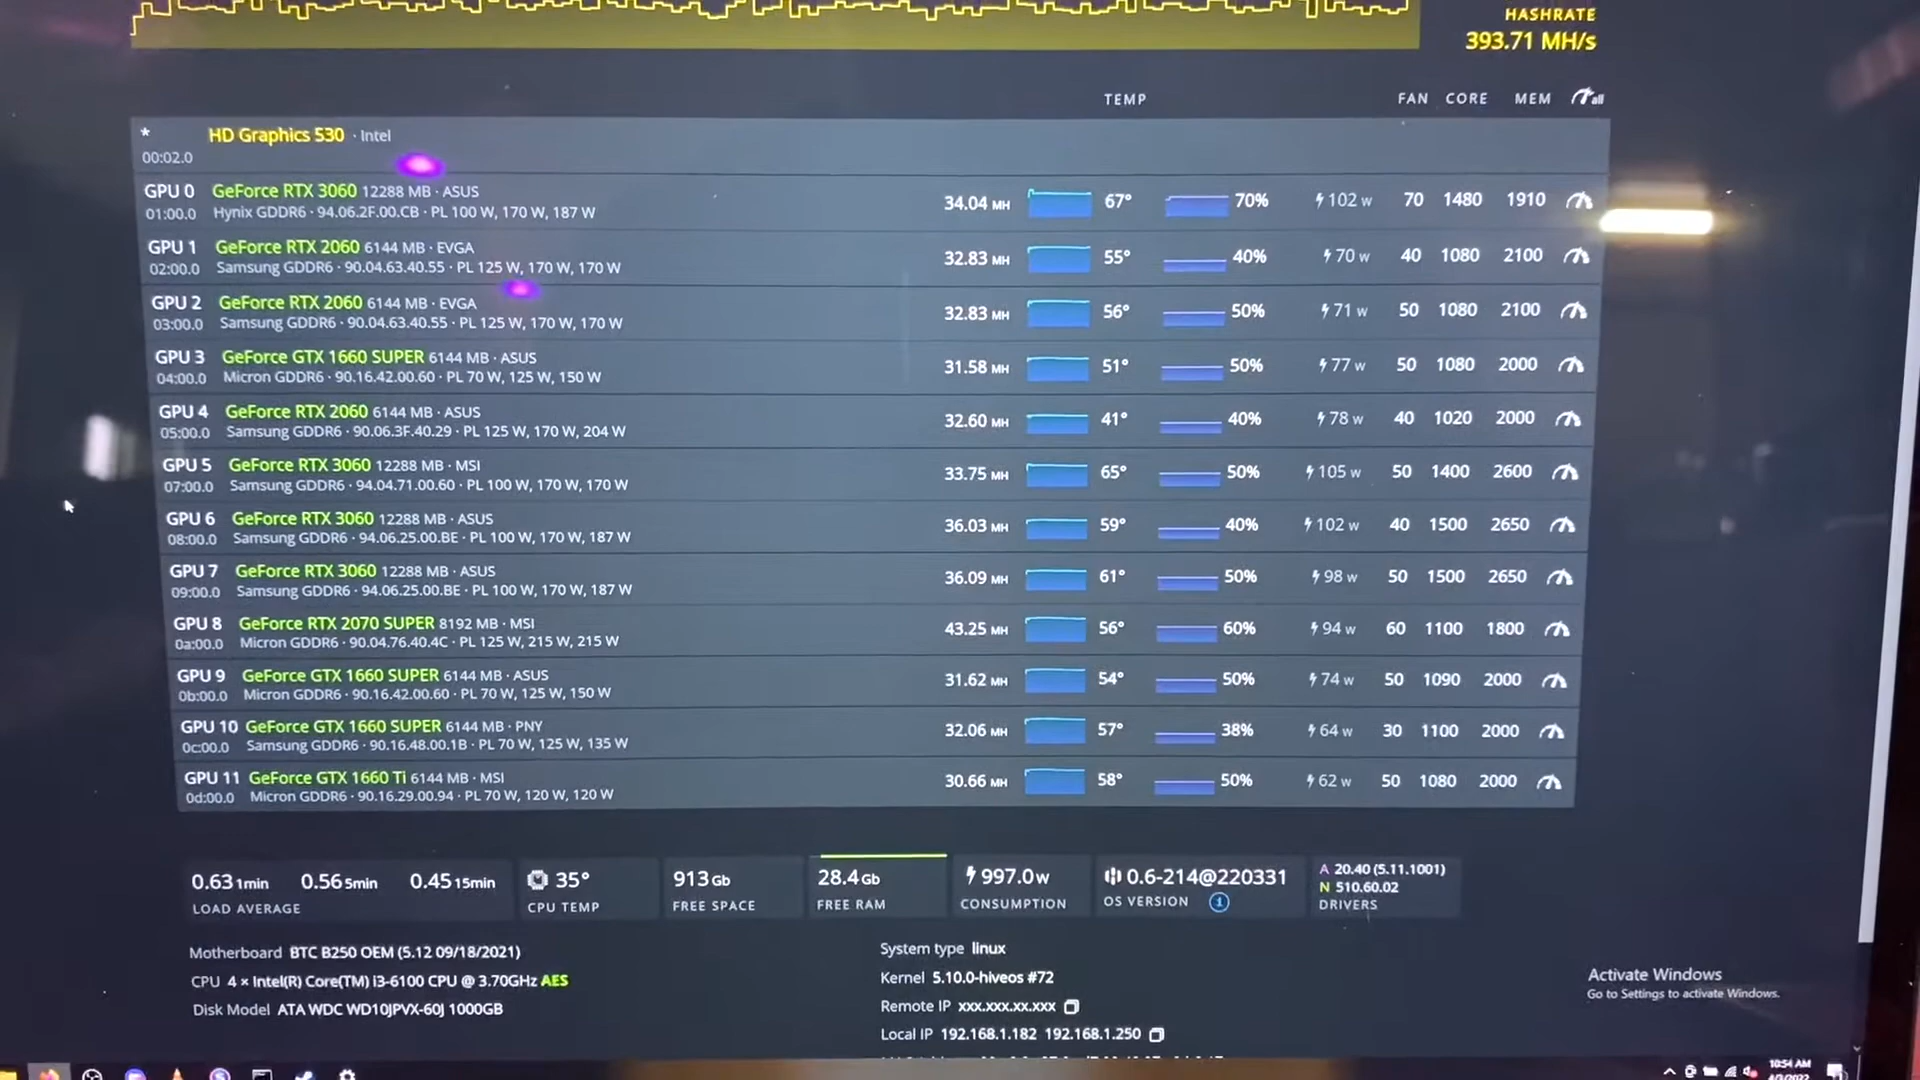 HASHRATE
393.71 MH/s
TEMP FAN CORE MEM all
* HD Graphics 530 · Intel
00:02.0
GPU 0 GeForce RTX 3060 12288 MB · ASUS 34.04 MH 67° 70% 102 W 70 1480 1910
01:00.0 Hynix GDDR6 · 94.06.2F.00.CB · PL 100 W, 170 W, 187 W
GPU 1 GeForce RTX 2060 6144 MB · EVGA 32.83 MH 55° 40% 70 W 40 1080 2100
02:00.0 Samsung GDDR6 · 90.04.63.40.55 · PL 125 W, 170 W, 170 W
GPU 2 GeForce RTX 2060 6144 MB · EVGA 32.83 MH 56° 50% 71 W 50 1080 2100
03:00.0 Samsung GDDR6 · 90.04.63.40.55 · PL 125 W, 170 W, 170 W
GPU 3 GeForce GTX 1660 SUPER 6144 MB · ASUS 31.58 MH 51° 50% 77 W 50 1080 2000
04:00.0 Micron GDDR6 · 90.16.42.00.60 · PL 70 W, 125 W, 150 W
GPU 4 GeForce RTX 2060 6144 MB · ASUS 32.60 MH 41° 40% 78 W 40 1020 2000
05:00.0 Samsung GDDR6 · 90.06.3F.40.29 · PL 125 W, 170 W, 204 W
GPU 5 GeForce RTX 3060 12288 MB · MSI 33.75 MH 65° 50% 105 W 50 1400 2600
07:00.0 Samsung GDDR6 · 94.04.71.00.60 · PL 100 W, 170 W, 170 W
GPU 6 GeForce RTX 3060 12288 MB · ASUS 36.03 MH 59° 40% 102 W 40 1500 2650
08:00.0 Samsung GDDR6 · 94.06.25.00.BE · PL 100 W, 170 W, 187 W
GPU 7 GeForce RTX 3060 12288 MB · ASUS 36.09 MH 61° 50% 98 W 50 1500 2650
09:00.0 Samsung GDDR6 · 94.06.25.00.BE · PL 100 W, 170 W, 187 W
GPU 8 GeForce RTX 2070 SUPER 8192 MB · MSI 43.25 MH 56° 60% 94 W 60 1100 1800
0a:00.0 Micron GDDR6 · 90.04.76.40.4C · PL 125 W, 215 W, 215 W
GPU 9 GeForce GTX 1660 SUPER 6144 MB · ASUS 31.62 MH 54° 50% 74 W 50 1090 2000
0b:00.0 Micron GDDR6 · 90.16.42.00.60 · PL 70 W, 125 W, 150 W
GPU 10 GeForce GTX 1660 SUPER 6144 MB · PNY 32.06 MH 57° 38% 64 W 30 1100 2000
0c:00.0 Samsung GDDR6 · 90.16.48.00.1B · PL 70 W, 125 W, 135 W
GPU 11 GeForce GTX 1660 Ti 6144 MB · MSI 30.66 MH 58° 50% 62 W 50 1080 2000
0d:00.0 Micron GDDR6 · 90.16.29.00.94 · PL 70 W, 120 W, 120 W
0.63 1min 0.56 5min 0.45 15min
LOAD AVERAGE
35°
CPU TEMP
913 Gb
FREE SPACE
28.4 Gb
FREE RAM
997.0 W
CONSUMPTION
0.6-214@220331
OS VERSION 1
A 20.40 (5.11.1001)
N 510.60.02
DRIVERS
Motherboard BTC B250 OEM (5.12 09/18/2021)
CPU 4 × Intel(R) Core(TM) i3-6100 CPU @ 3.70GHz AES
Disk Model ATA WDC WD10JPVX-60J 1000GB
System type linux
Kernel 5.10.0-hiveos #72
Remote IP xxx.xxx.xx.xxx
Local IP 192.168.1.182 192.168.1.250
Activate Windows
Go to Settings to activate Windows.
10:54 AM